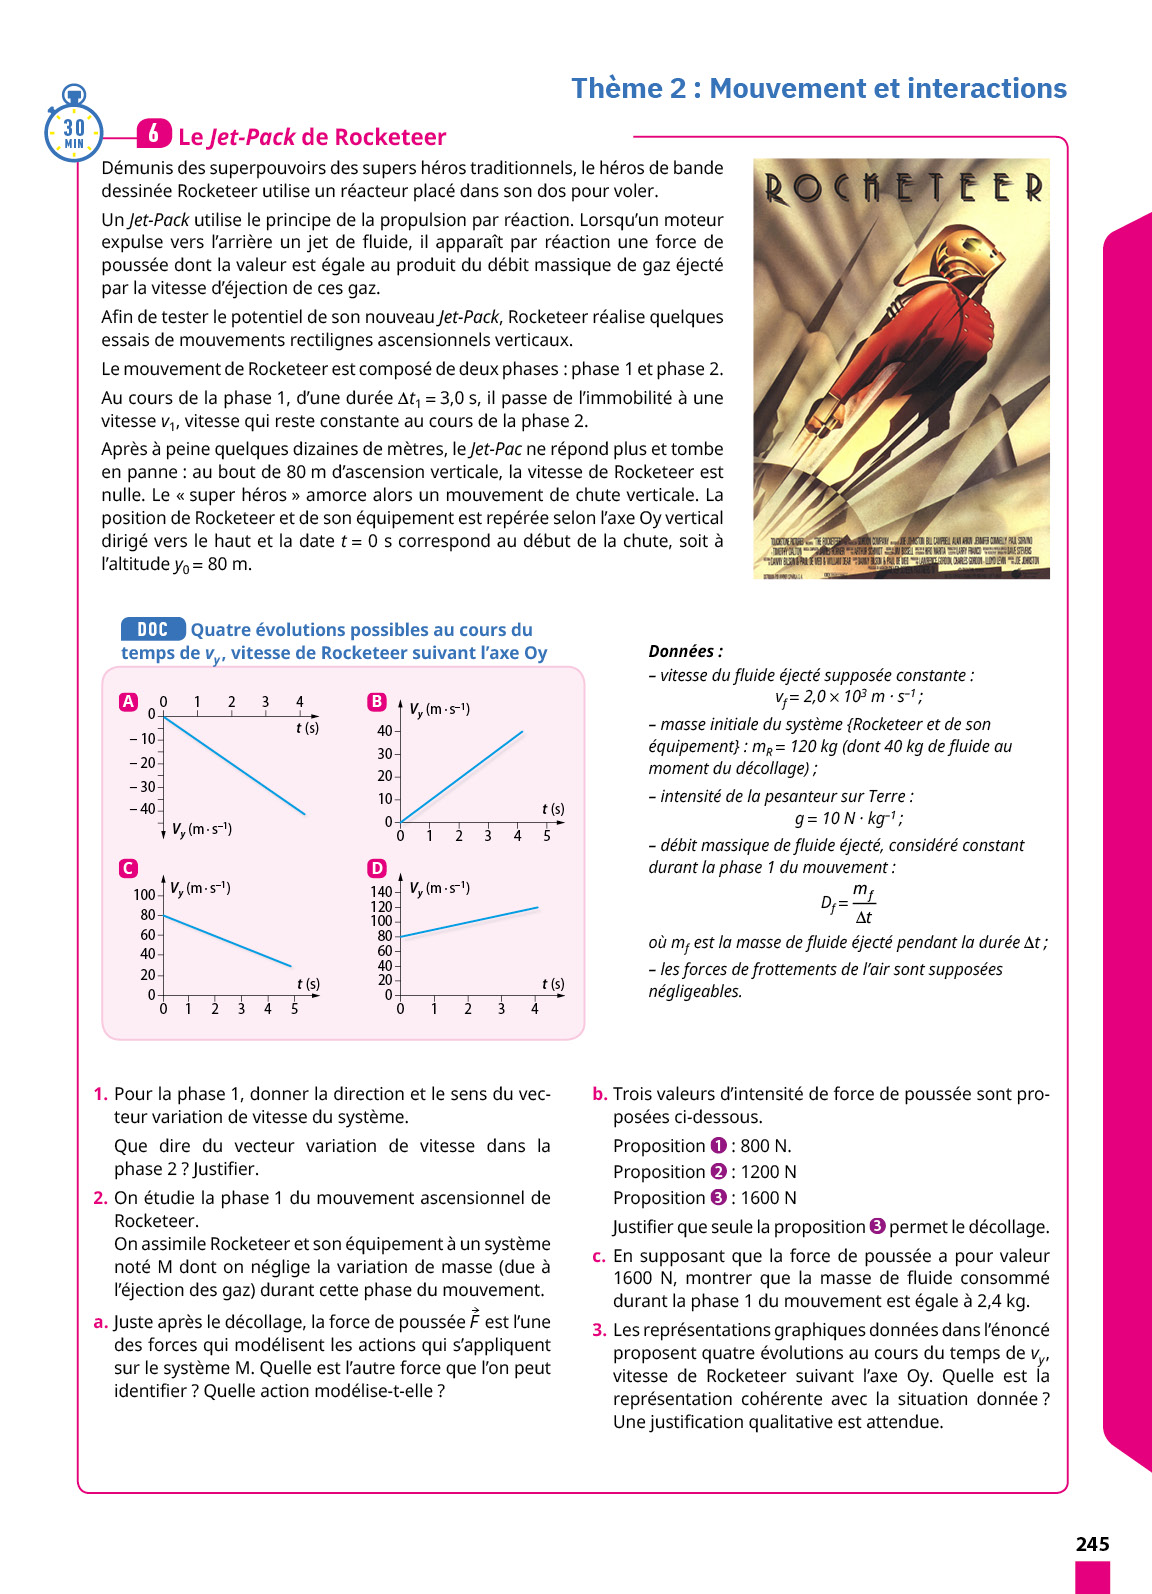 Thème 2 : Mouvement et interactions
30
MIN
6 Le Jet-Pack de Rocketeer
Démunis des superpouvoirs des supers héros traditionnels, le héros de bande
dessinée Rocketeer utilise un réacteur placé dans son dos pour voler.
Un Jet-Pack utilise le principe de la propulsion par réaction. Lorsqu’un moteur
expulse vers l’arrière un jet de fluide, il apparaît par réaction une force de
poussée dont la valeur est égale au produit du débit massique de gaz éjecté
par la vitesse d’éjection de ces gaz.
Afin de tester le potentiel de son nouveau Jet-Pack, Rocketeer réalise quelques
essais de mouvements rectilignes ascensionnels verticaux.
Le mouvement de Rocketeer est composé de deux phases : phase 1 et phase 2.
Au cours de la phase 1, d’une durée Δt₁ = 3,0 s, il passe de l’immobilité à une
vitesse v₁, vitesse qui reste constante au cours de la phase 2.
Après à peine quelques dizaines de mètres, le Jet-Pac ne répond plus et tombe
en panne : au bout de 80 m d’ascension verticale, la vitesse de Rocketeer est
nulle. Le « super héros » amorce alors un mouvement de chute verticale. La
position de Rocketeer et de son équipement est repérée selon l’axe Oy vertical
dirigé vers le haut et la date t = 0 s correspond au début de la chute, soit à
l’altitude y₀ = 80 m.
ROCKETEER
DOC Quatre évolutions possibles au cours du
temps de vy, vitesse de Rocketeer suivant l’axe Oy
A
0 1 2 3 4
t (s)
0
– 10
– 20
– 30
– 40
Vy (m · s–1)
B
Vy (m · s–1)
40
30
20
10
0
t (s)
0 1 2 3 4 5
C
Vy (m · s–1)
100
80
60
40
20
0
t (s)
0 1 2 3 4 5
D
Vy (m · s–1)
140
120
100
80
60
40
20
0
t (s)
0 1 2 3 4
Données :
– vitesse du fluide éjecté supposée constante :
vf = 2,0 × 10³ m · s–1 ;
– masse initiale du système {Rocketeer et de son
équipement} : mR = 120 kg (dont 40 kg de fluide au
moment du décollage) ;
– intensité de la pesanteur sur Terre :
g = 10 N · kg–1 ;
– débit massique de fluide éjecté, considéré constant
durant la phase 1 du mouvement :
Df = mf / Δt
où mf est la masse de fluide éjecté pendant la durée Δt ;
– les forces de frottements de l’air sont supposées
négligeables.
1. Pour la phase 1, donner la direction et le sens du vec-
teur variation de vitesse du système.
Que dire du vecteur variation de vitesse dans la
phase 2 ? Justifier.
2. On étudie la phase 1 du mouvement ascensionnel de
Rocketeer.
On assimile Rocketeer et son équipement à un système
noté M dont on néglige la variation de masse (due à
l’éjection des gaz) durant cette phase du mouvement.
a. Juste après le décollage, la force de poussée F⃗ est l’une
des forces qui modélisent les actions qui s’appliquent
sur le système M. Quelle est l’autre force que l’on peut
identifier ? Quelle action modélise-t-elle ?
b. Trois valeurs d’intensité de force de poussée sont pro-
posées ci-dessous.
Proposition 1 : 800 N.
Proposition 2 : 1200 N
Proposition 3 : 1600 N
Justifier que seule la proposition 3 permet le décollage.
c. En supposant que la force de poussée a pour valeur
1600 N, montrer que la masse de fluide consommé
durant la phase 1 du mouvement est égale à 2,4 kg.
3. Les représentations graphiques données dans l’énoncé
proposent quatre évolutions au cours du temps de vy,
vitesse de Rocketeer suivant l’axe Oy. Quelle est la
représentation cohérente avec la situation donnée ?
Une justification qualitative est attendue.
245